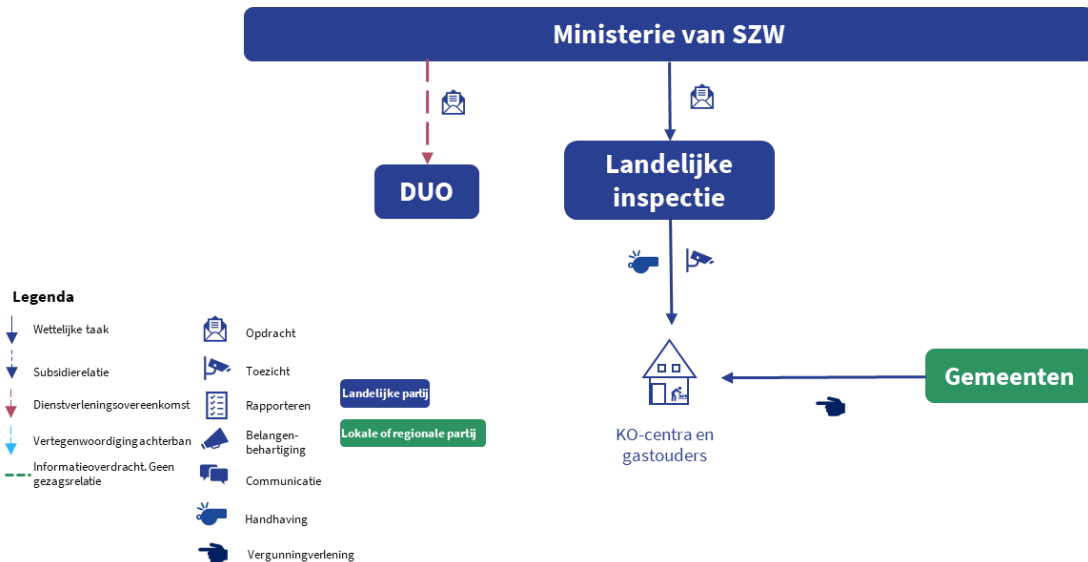 Ministerie van SZW
DUO
Landelijke
inspectie
Gemeenten
KO-centra en
gastouders
Legenda
Wettelijke taak
Subsidierelatie
Dienstverleningsovereenkomst
Vertegenwoordiging achterban
Informatieoverdracht. Geen
gezagsrelatie
Opdracht
Toezicht
Rapporteren
Belangen-
behartiging
Communicatie
Handhaving
Vergunningverlening
Landelijke partij
Lokale of regionale partij